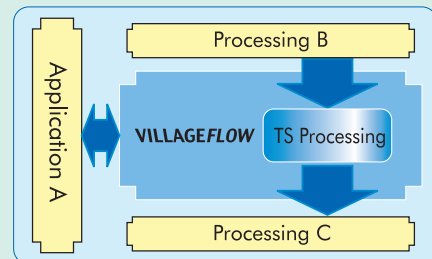 Application A
Processing B
VILLAGEFLOW
TS Processing
Processing C